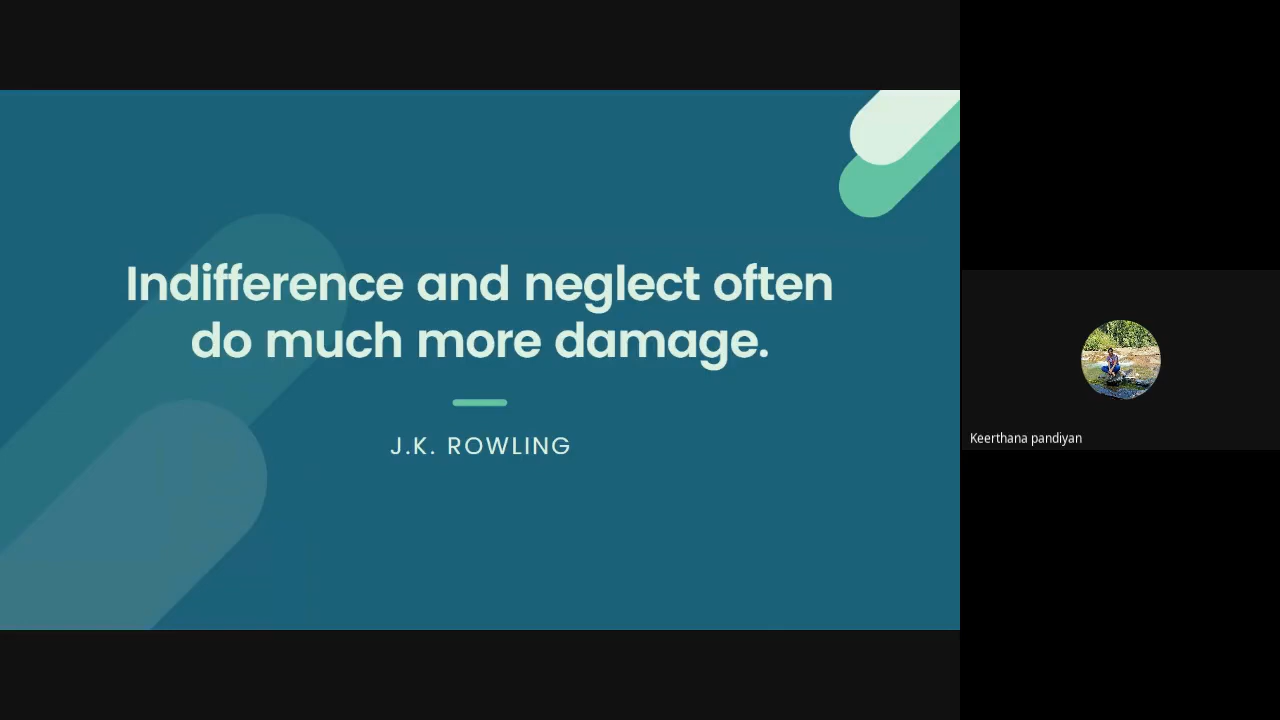 Indifference and neglect often
do much more damage.
J.K. ROWLING
Keerthana pandiyan